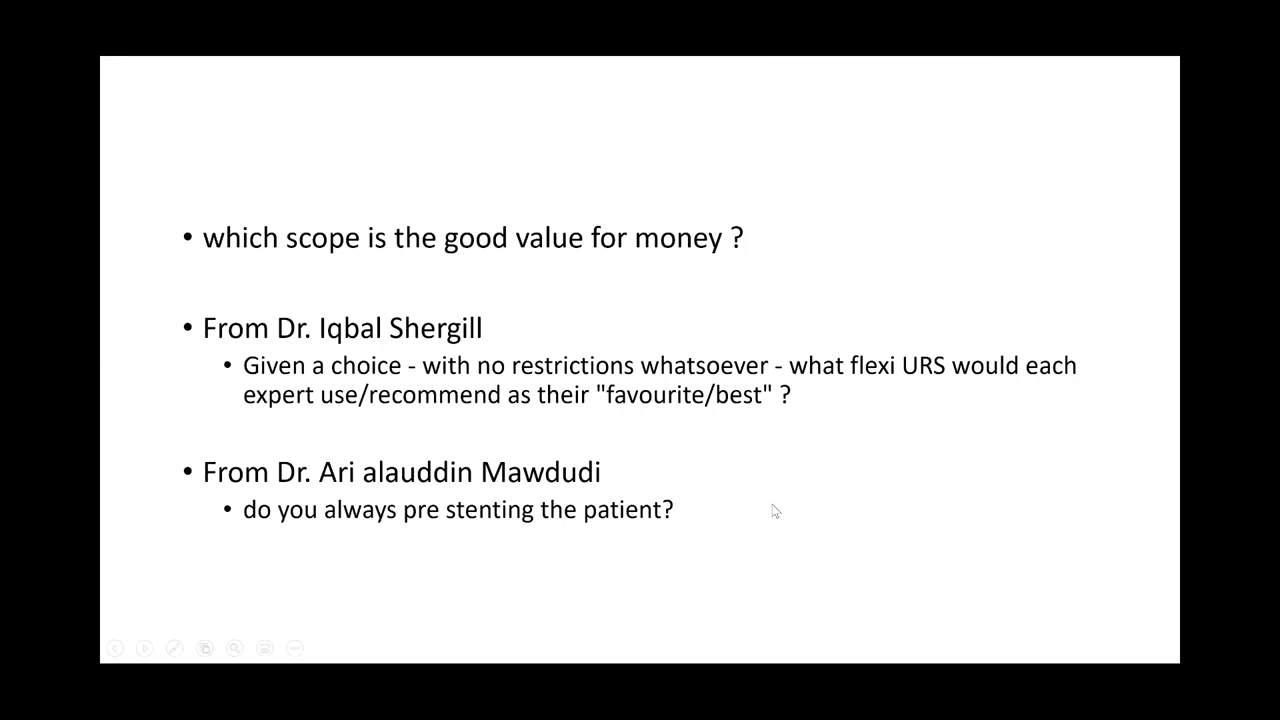 • which scope is the good value for money ?
• From Dr. Iqbal Shergill
• Given a choice - with no restrictions whatsoever - what flexi URS would each
expert use/recommend as their "favourite/best" ?
• From Dr. Ari alauddin Mawdudi
• do you always pre stenting the patient?